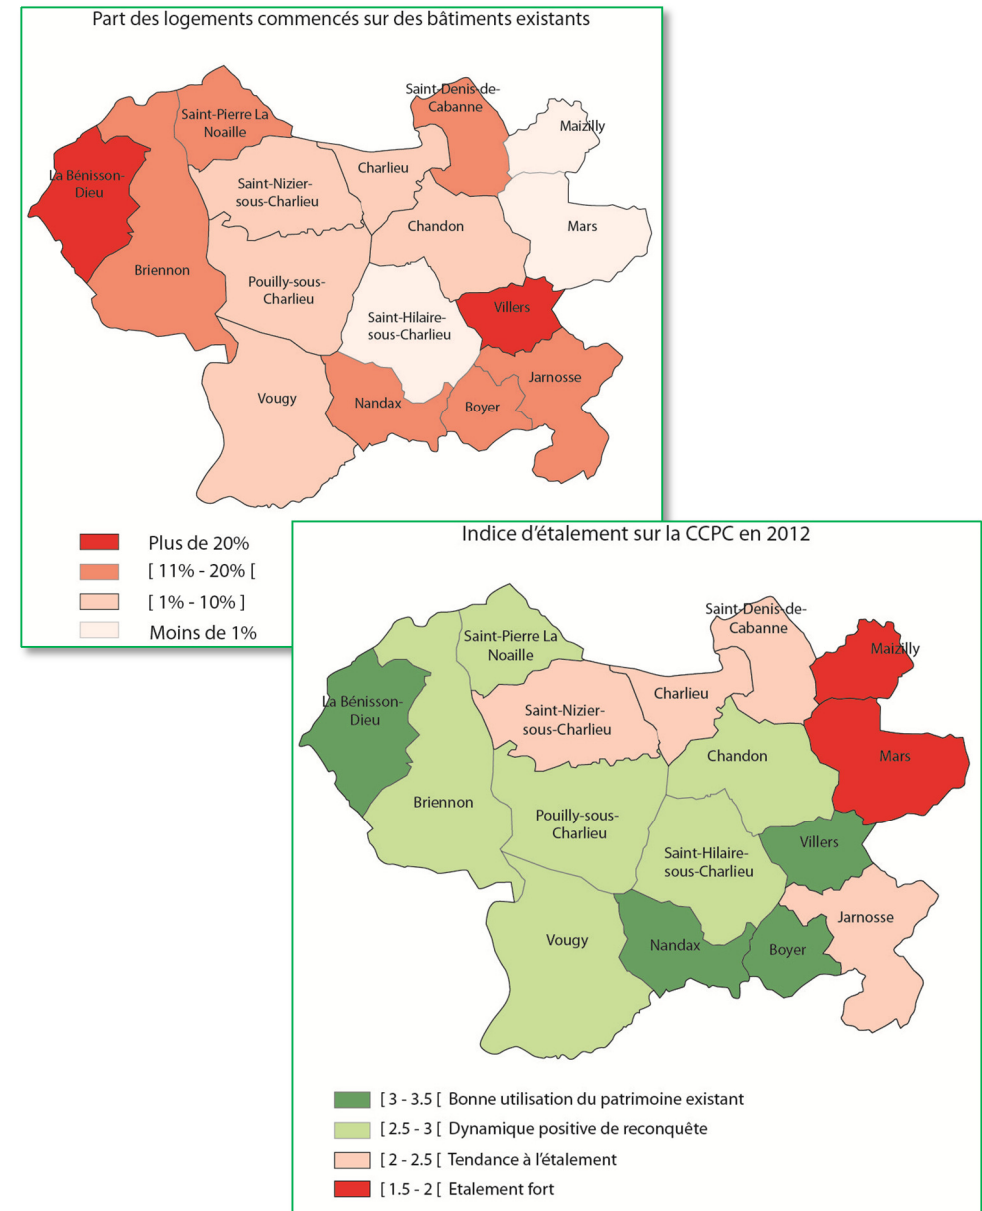 Part des logements commencés sur des bâtiments existants
Saint-Denis-de-
Cabanne
Saint-Pierre La
Noaille
Maizilly
Charlieu
La Bénisson-
Dieu
Saint-Nizier-
sous-Charlieu
Chandon
Mars
Briennon
Pouilly-sous-
Charlieu
Villers
Saint-Hilaire-
sous-Charlieu
Jarnosse
Vougy
Nandax
Boyer
Plus de 20%
[ 11% - 20% [
[ 1% - 10% ]
Moins de 1%
Indice d'étalement sur la CCPC en 2012
Saint-Denis-de-
Cabanne
Saint-Pierre La
Noaille
Maizilly
Charlieu
La Bénisson-
Dieu
Saint-Nizier-
sous-Charlieu
Chandon
Mars
Briennon
Pouilly-sous-
Charlieu
Villers
Saint-Hilaire-
sous-Charlieu
Jarnosse
Vougy
Nandax
Boyer
[ 3 - 3.5 [ Bonne utilisation du patrimoine existant
[ 2.5 - 3 [ Dynamique positive de reconquête
[ 2 - 2.5 [ Tendance à l'étalement
[ 1.5 - 2 [ Etalement fort